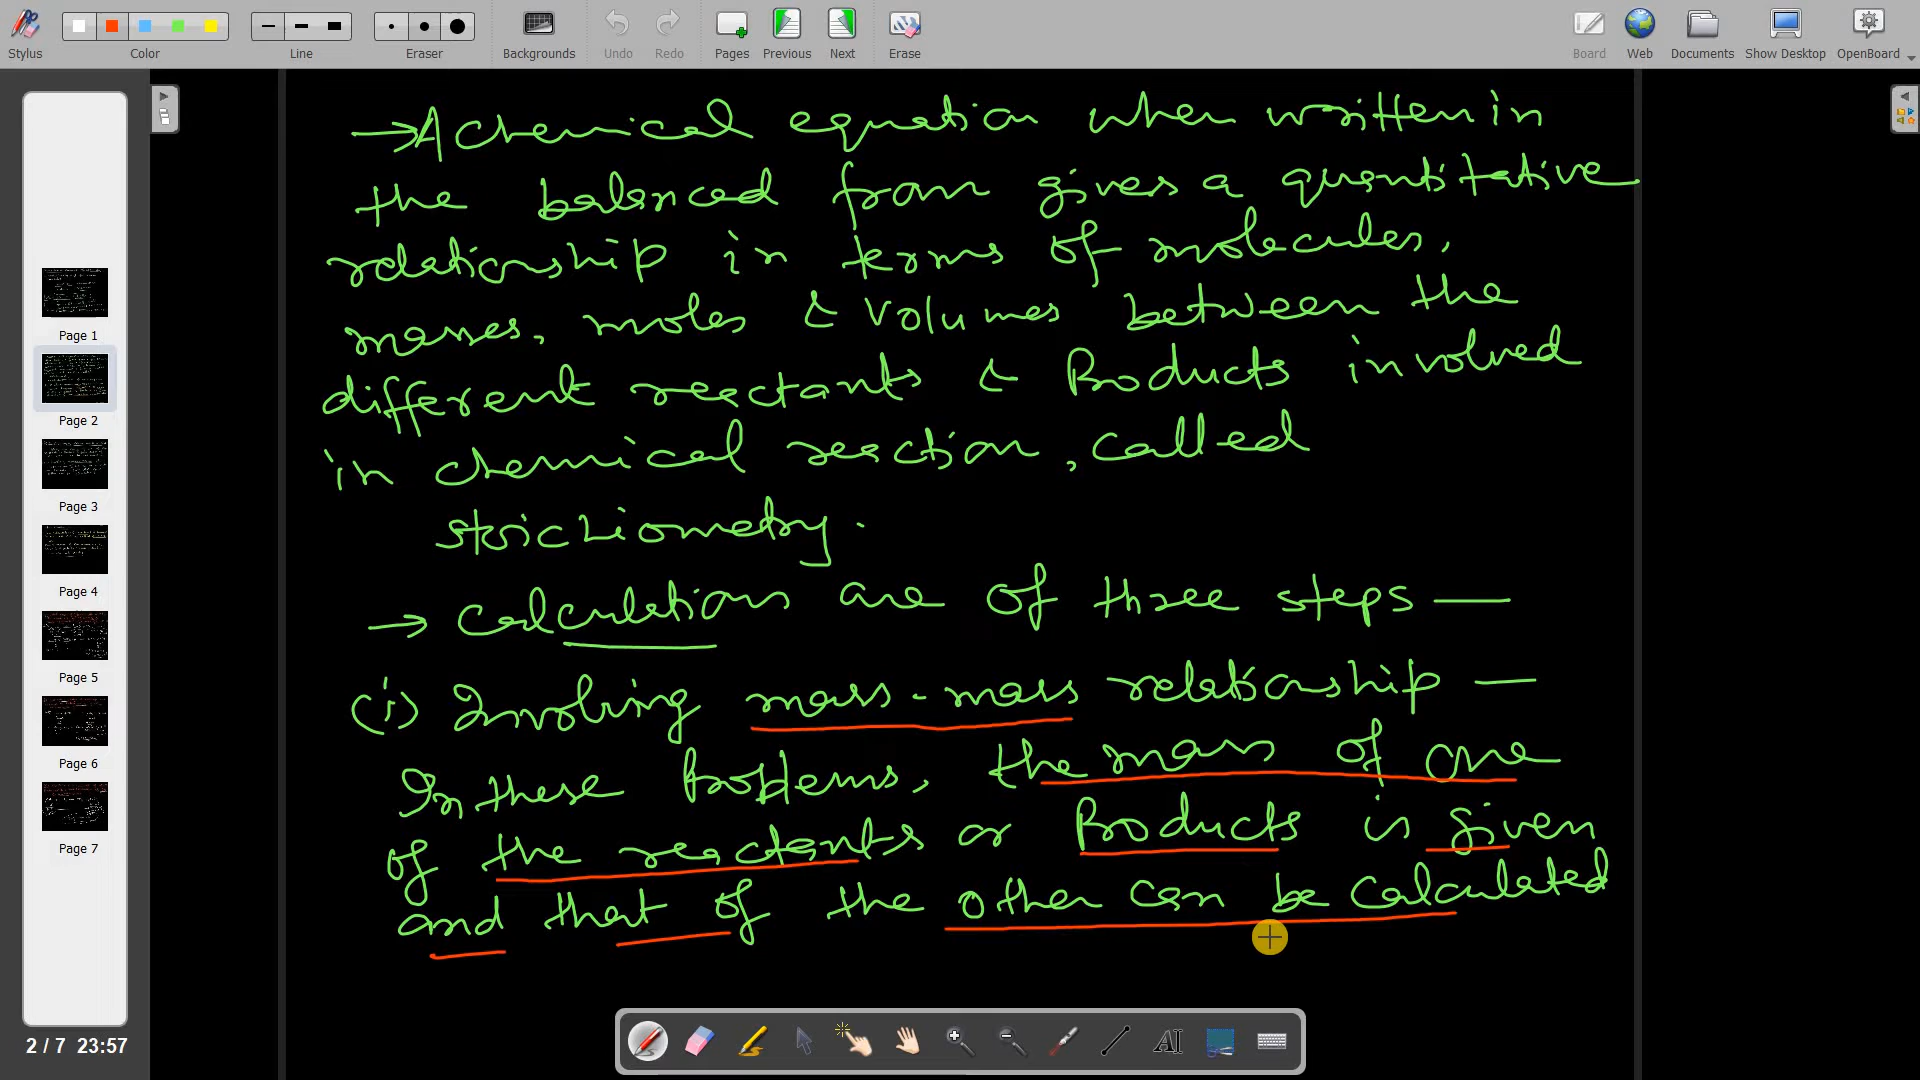 Stylus Color Line Eraser Backgrounds Undo Redo Pages Previous Next Erase Board Web Documents Show Desktop OpenBoard
→ A chemical equation when written in
the balanced from gives a quantitative
relationship in terms of molecules,
masses, moles & volumes between the
different reactants & Products involved
in chemical reaction, called
stoichiometry.
→ Calculations are of three steps —
(i) Involving mass-mass relationship —
In these problems, the mass of one
of the reactants or Products is given
and that of the other can be calculated
Page 1
Page 2
Page 3
Page 4
Page 5
Page 6
Page 7
2 / 7 23:57